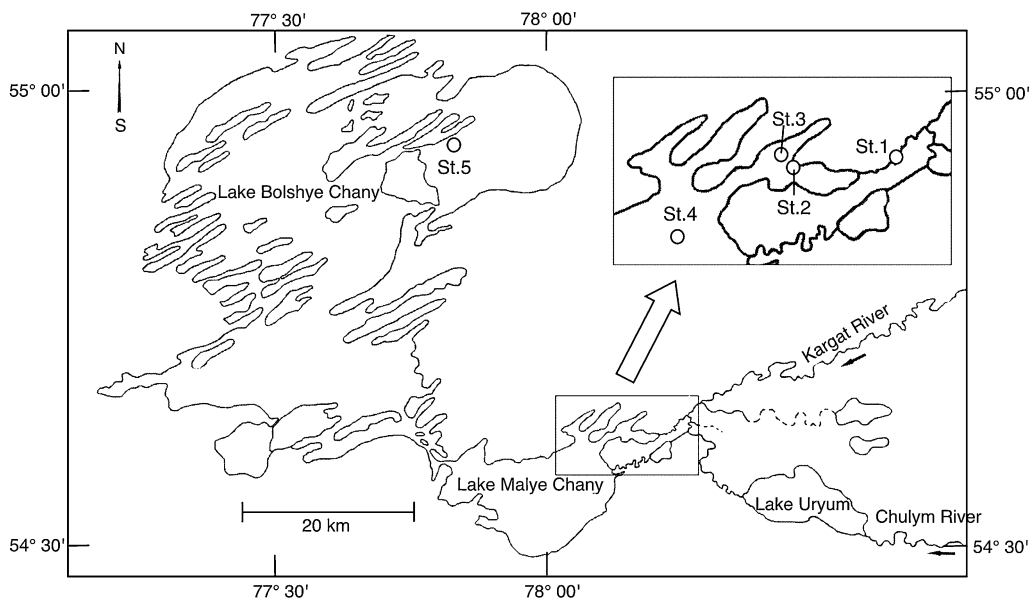 77° 30'
78° 00'
N
S
55° 00'
55° 00'
St.3
St.1
St.5
Lake Bolshye Chany
St.2
St.4
Kargat River
Lake Malye Chany
Lake Uryum
Chulym River
20 km
54° 30'
54° 30'
77° 30'
78° 00'